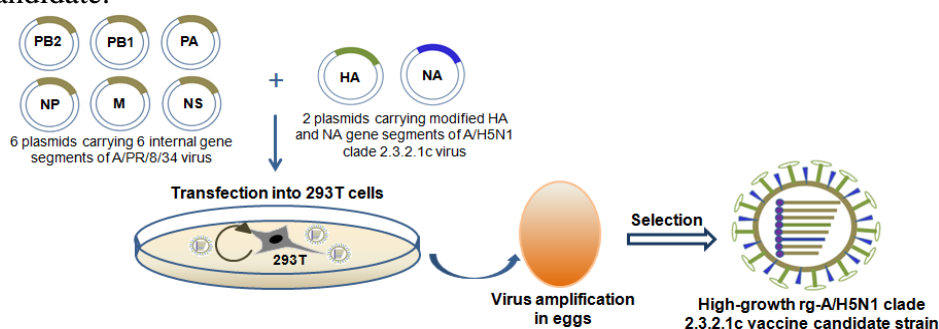 candidate.
PB2 PB1 PA
HA NA
NP M NS
+
6 plasmids carrying 6 internal gene
segments of A/PR/8/34 virus
2 plasmids carrying modified HA
and NA gene segments of A/H5N1
clade 2.3.2.1c virus
Transfection into 293T cells
293T
Virus amplification
in eggs
Selection
High-growth rg-A/H5N1 clade
2.3.2.1c vaccine candidate strain